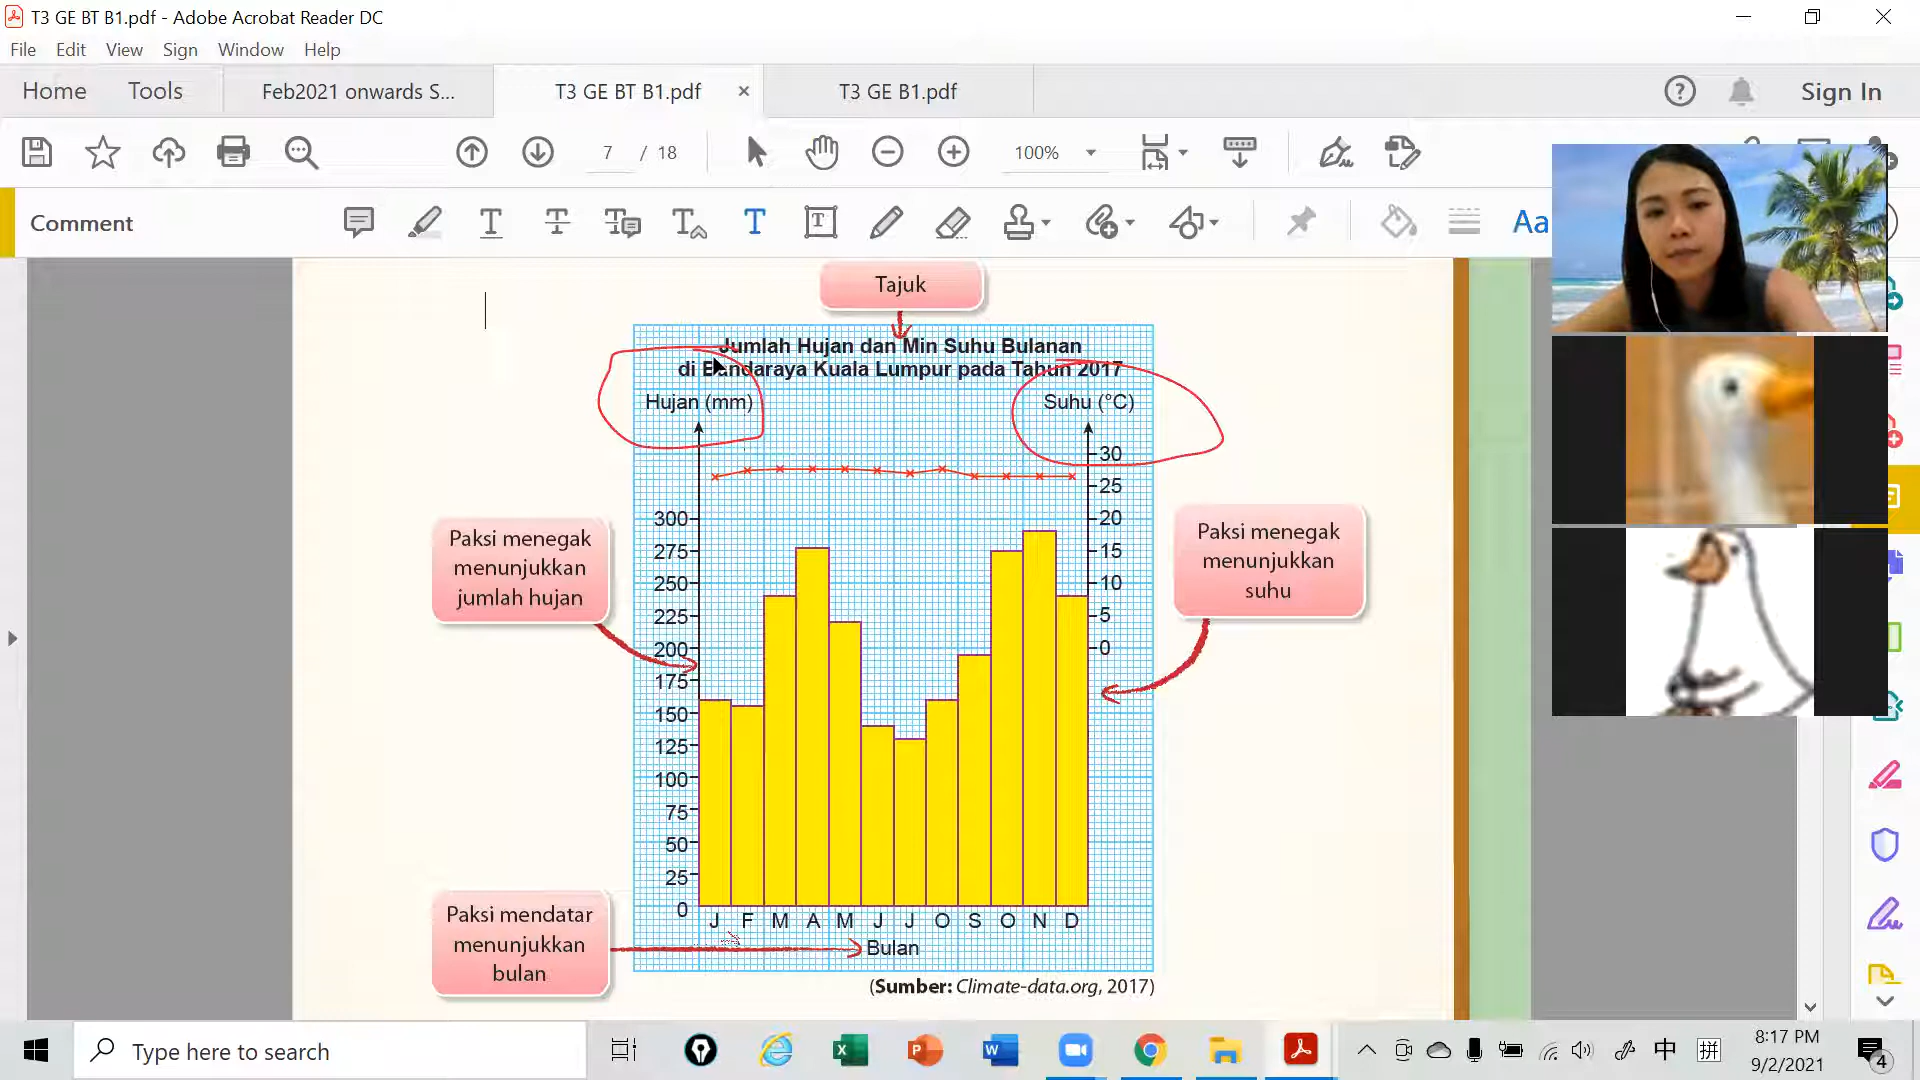 T3 GE BT B1.pdf - Adobe Acrobat Reader DC
File Edit View Sign Window Help
Home Tools Feb2021 onwards S... T3 GE BT B1.pdf × T3 GE B1.pdf Sign In
7 / 18 100%
Comment
Aa
Tajuk
Jumlah Hujan dan Min Suhu Bulanan
di Bandaraya Kuala Lumpur pada Tahun 2017
Hujan (mm)
Suhu (°C)
30
25
20
15
10
5
0
300
275
250
225
200
175
150
125
100
75
50
25
0
J F M A M J J O S O N D
Bulan
Paksi menegak
menunjukkan
jumlah hujan
Paksi menegak
menunjukkan
suhu
Paksi mendatar
menunjukkan
bulan
(Sumber: Climate-data.org, 2017)
Type here to search
中 拼
8:17 PM
9/2/2021
4